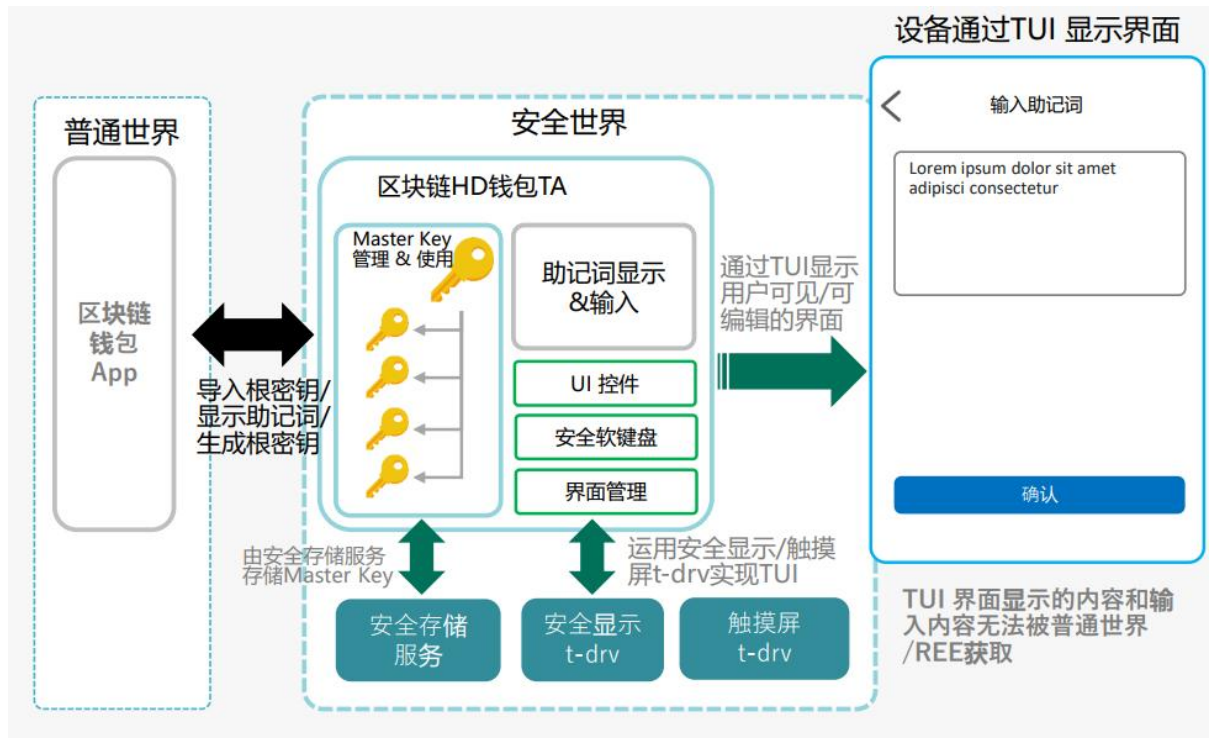 设备通过TUI 显示界面
普通世界
区块链
钱包
App
导入根密钥/
显示助记词/
生成根密钥
安全世界
区块链HD钱包TA
Master Key
管理 & 使用
助记词显示
&输入
UI 控件
安全软键盘
界面管理
由安全存储服务
存储Master Key
运用安全显示/触摸
屏t-drv实现TUI
安全存储
服务
安全显示
t-drv
触摸屏
t-drv
通过TUI显示
用户可见/可
编辑的界面
输入助记词
Lorem ipsum dolor sit amet
adipisci consectetur
确认
TUI 界面显示的内容和输
入内容无法被普通世界
/REE获取